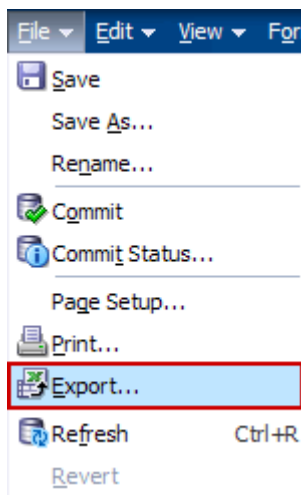 File Edit View For
Save
Save As...
Rename...
Commit
Commit Status...
Page Setup...
Print...
Export...
Refresh Ctrl+R
Revert